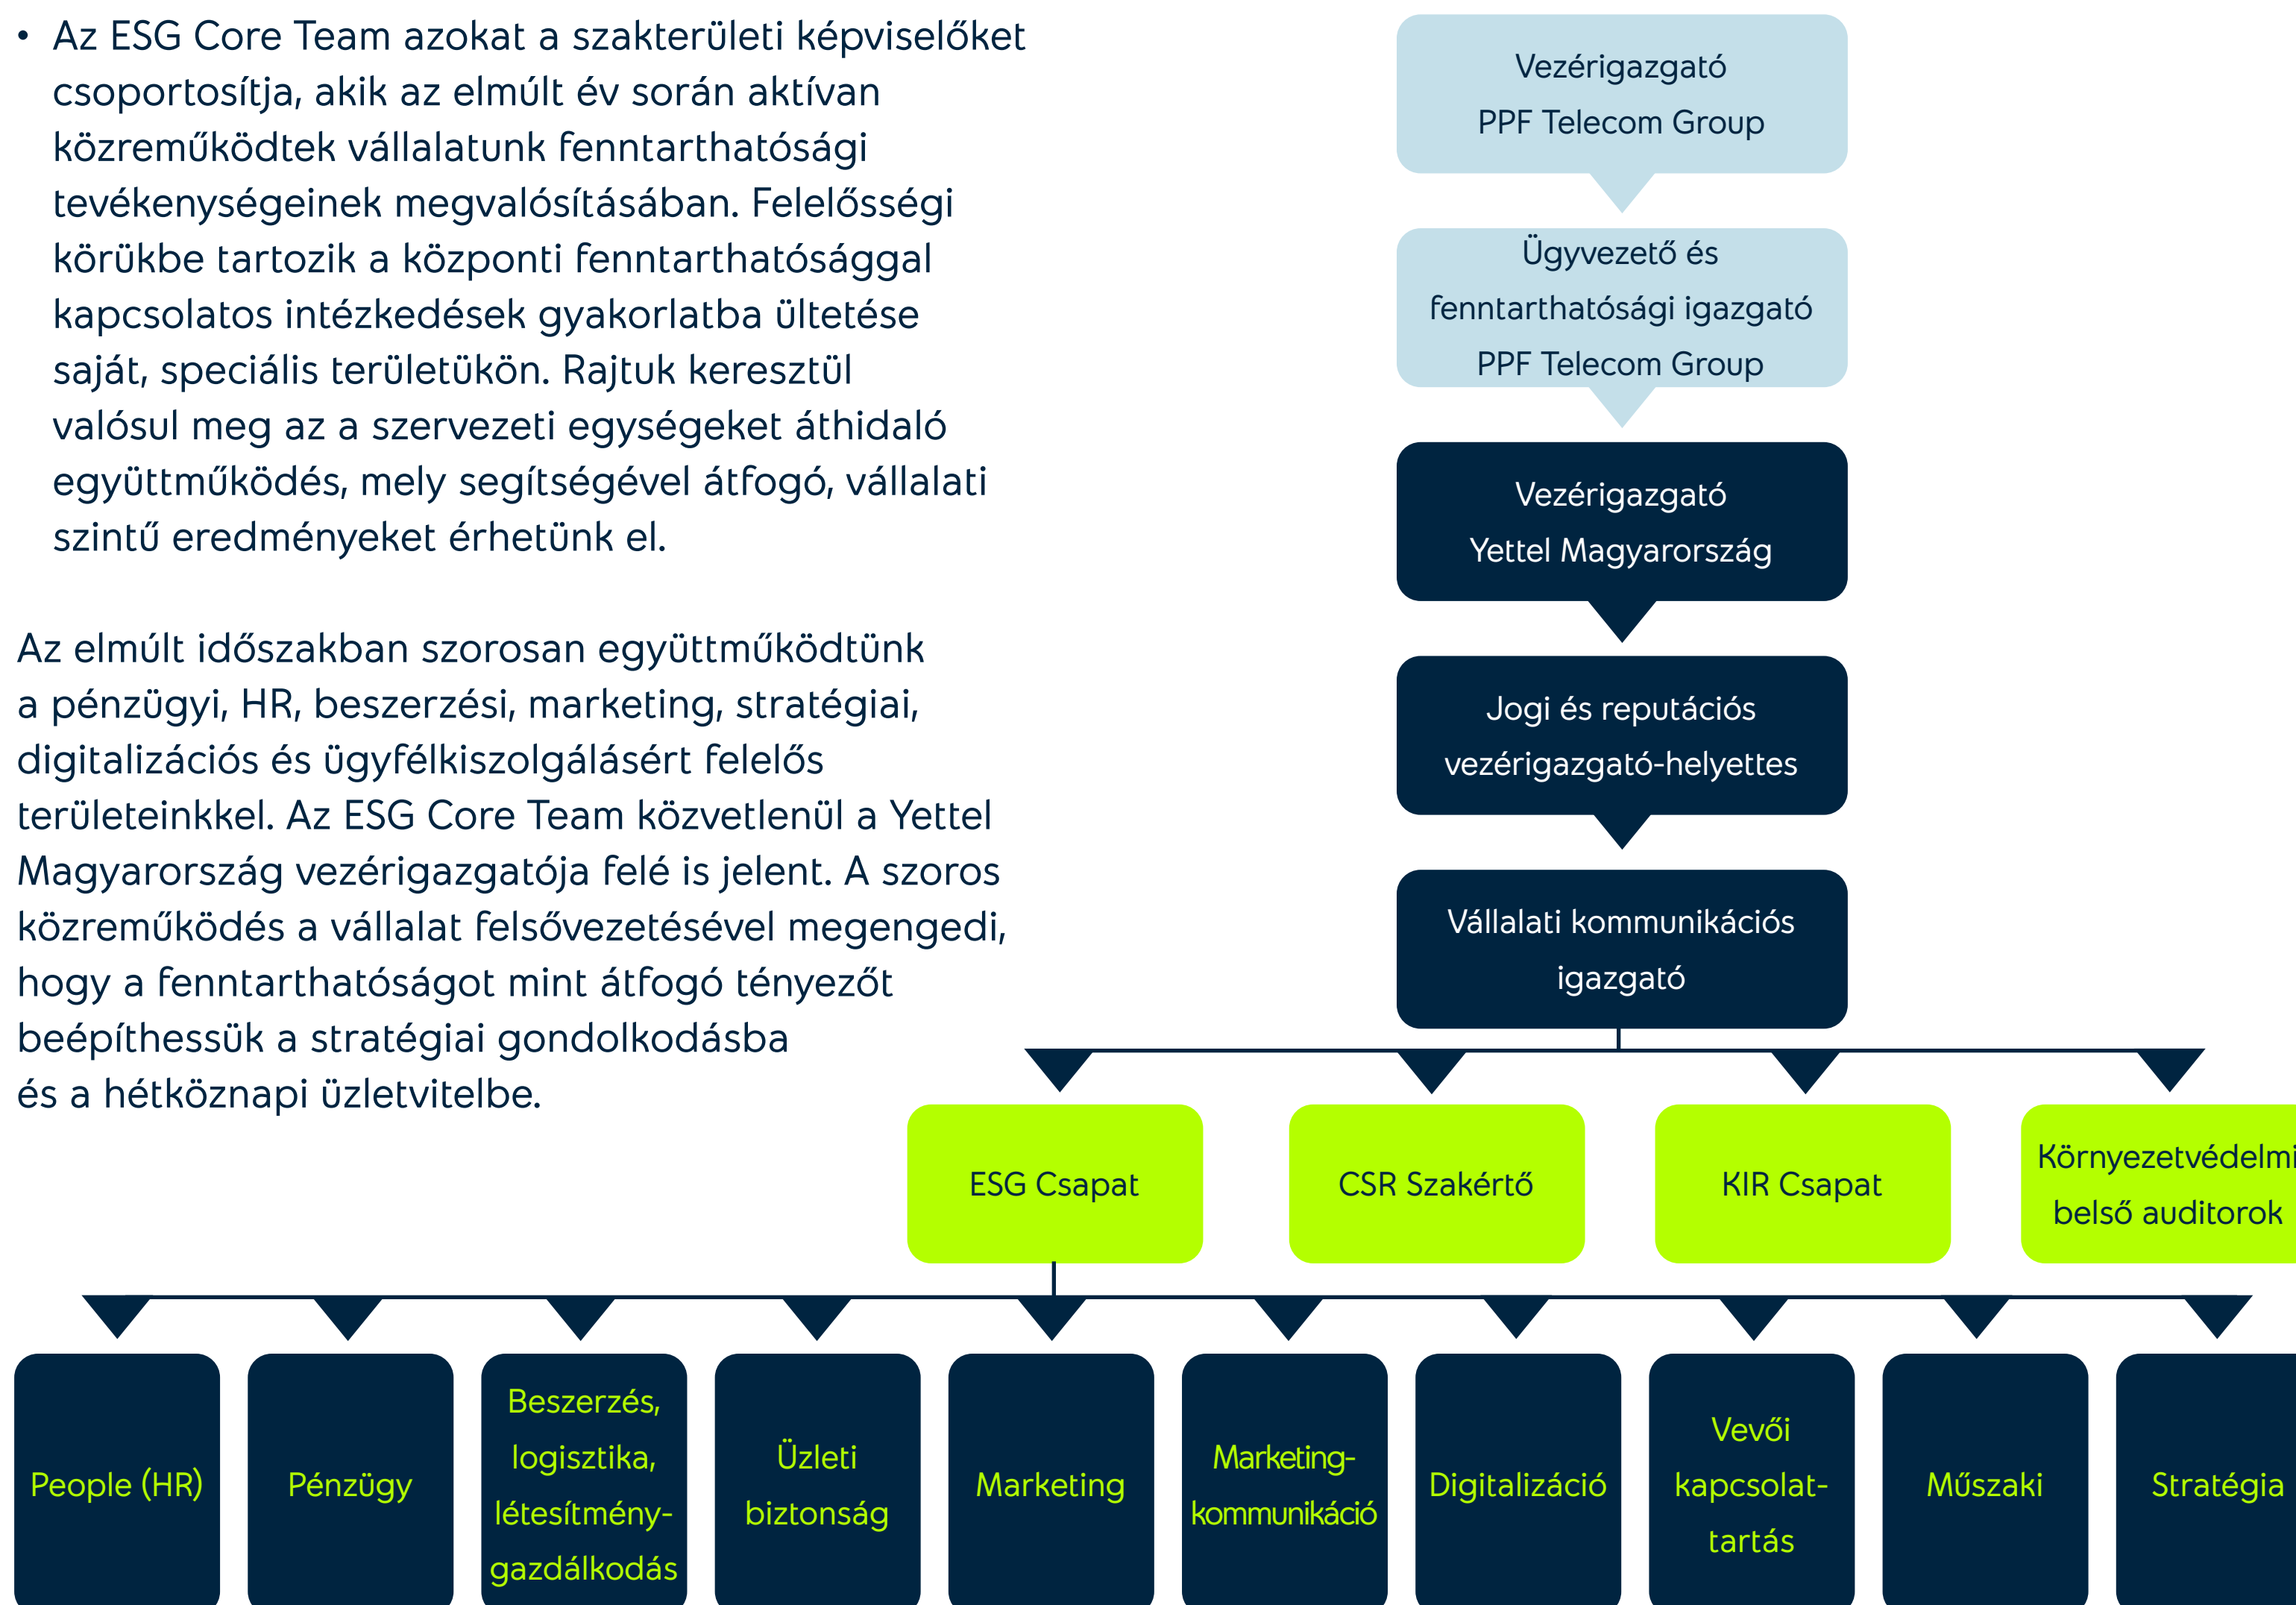 • Az ESG Core Team azokat a szakterületi képviselőket
csoportosítja, akik az elmúlt év során aktívan
közreműködtek vállalatunk fenntarthatósági
tevékenységeinek megvalósításában. Felelősségi
körükbe tartozik a központi fenntarthatósággal
kapcsolatos intézkedések gyakorlatba ültetése
saját, speciális területükön. Rajtuk keresztül
valósul meg az a szervezeti egységeket áthidaló
együttműködés, mely segítségével átfogó, vállalati
szintű eredményeket érhetünk el.
Az elmúlt időszakban szorosan együttműködtünk
a pénzügyi, HR, beszerzési, marketing, stratégiai,
digitalizációs és ügyfélkiszolgálásért felelős
területeinkkel. Az ESG Core Team közvetlenül a Yettel
Magyarország vezérigazgatója felé is jelent. A szoros
közreműködés a vállalat felsővezetésével megengedi,
hogy a fenntarthatóságot mint átfogó tényezőt
beépíthessük a stratégiai gondolkodásba
és a hétköznapi üzletvitelbe.
Vezérigazgató
PPF Telecom Group
Ügyvezető és
fenntarthatósági igazgató
PPF Telecom Group
Vezérigazgató
Yettel Magyarország
Jogi és reputációs
vezérigazgató-helyettes
Vállalati kommunikációs
igazgató
ESG Csapat
CSR Szakértő
KIR Csapat
Környezetvédelmi
belső auditorok
People (HR)
Pénzügy
Beszerzés,
logisztika,
létesítmény-
gazdálkodás
Üzleti
biztonság
Marketing
Marketing-
kommunikáció
Digitalizáció
Vevői
kapcsolat-
tartás
Műszaki
Stratégia